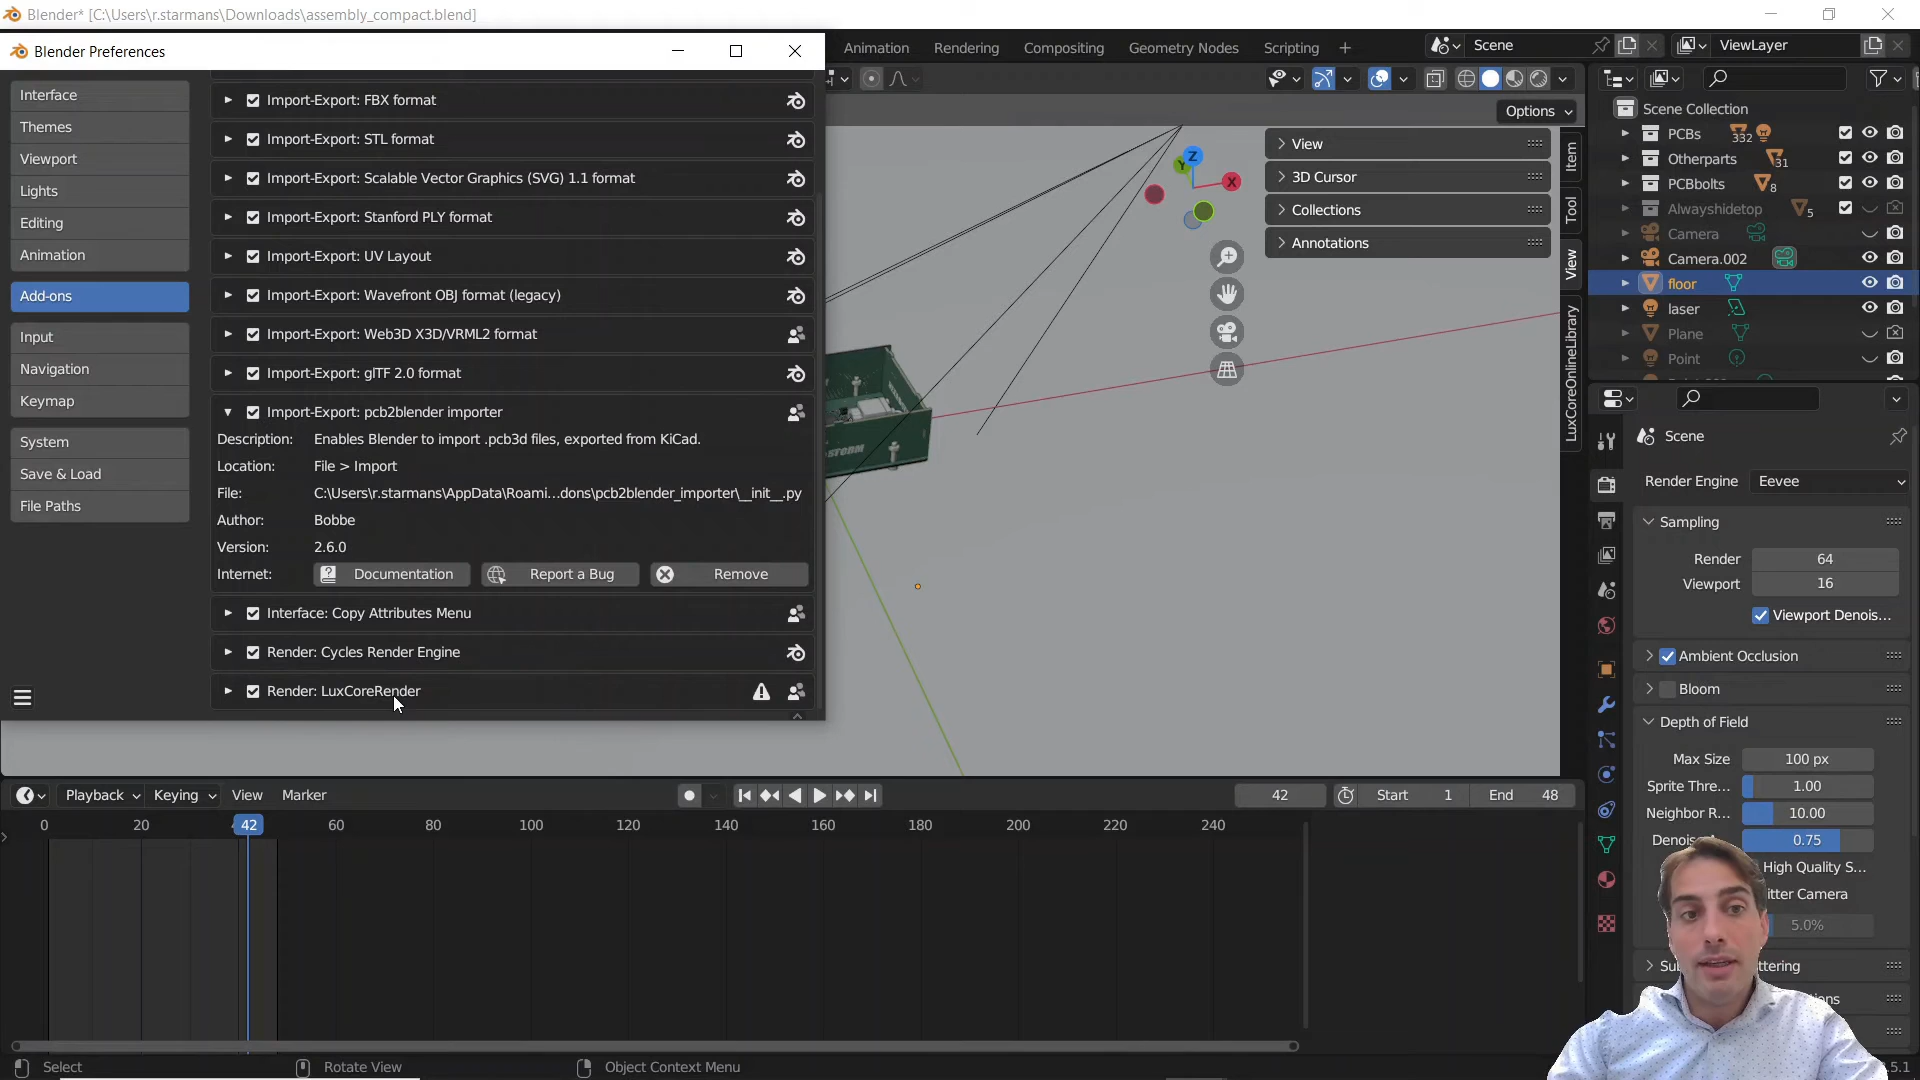 Blender* [C:\Users\r.starmans\Downloads\assembly_compact.blend]
Blender Preferences
Animation
Rendering
Compositing
Geometry Nodes
Scripting
Scene
ViewLayer
Interface
Themes
Viewport
Lights
Editing
Animation
Add-ons
Input
Navigation
Keymap
System
Save & Load
File Paths
Import-Export: FBX format
Import-Export: STL format
Import-Export: Scalable Vector Graphics (SVG) 1.1 format
Import-Export: Stanford PLY format
Import-Export: UV Layout
Import-Export: Wavefront OBJ format (legacy)
Import-Export: Web3D X3D/VRML2 format
Import-Export: glTF 2.0 format
Import-Export: pcb2blender importer
Description: Enables Blender to import .pcb3d files, exported from KiCad.
Location: File > Import
File: C:\Users\r.starmans\AppData\Roami...dons\pcb2blender_importer\__init__.py
Author: Bobbe
Version: 2.6.0
Internet: Documentation Report a Bug Remove
Interface: Copy Attributes Menu
Render: Cycles Render Engine
Render: LuxCoreRender
Options
View
3D Cursor
Collections
Annotations
Z
Y
X
Item
Tool
View
LuxCoreOnlineLibrary
Scene Collection
PCBs 332
Otherparts 31
PCBbolts 8
Alwayshidetop 5
Camera
Camera.002
floor
laser
Plane
Point
Scene
Render Engine Eevee
Sampling
Render 64
Viewport 16
Viewport Denois...
Ambient Occlusion
Bloom
Depth of Field
Max Size 100 px
Sprite Thre... 1.00
Neighbor R... 10.00
Denois 0.75
High Quality S...
itter Camera
5.0%
Su ttering
ns
Playback Keying View Marker
42 Start 1 End 48
0 20 42 60 80 100 120 140 160 180 200 220 240
Select Rotate View Object Context Menu
.5.1